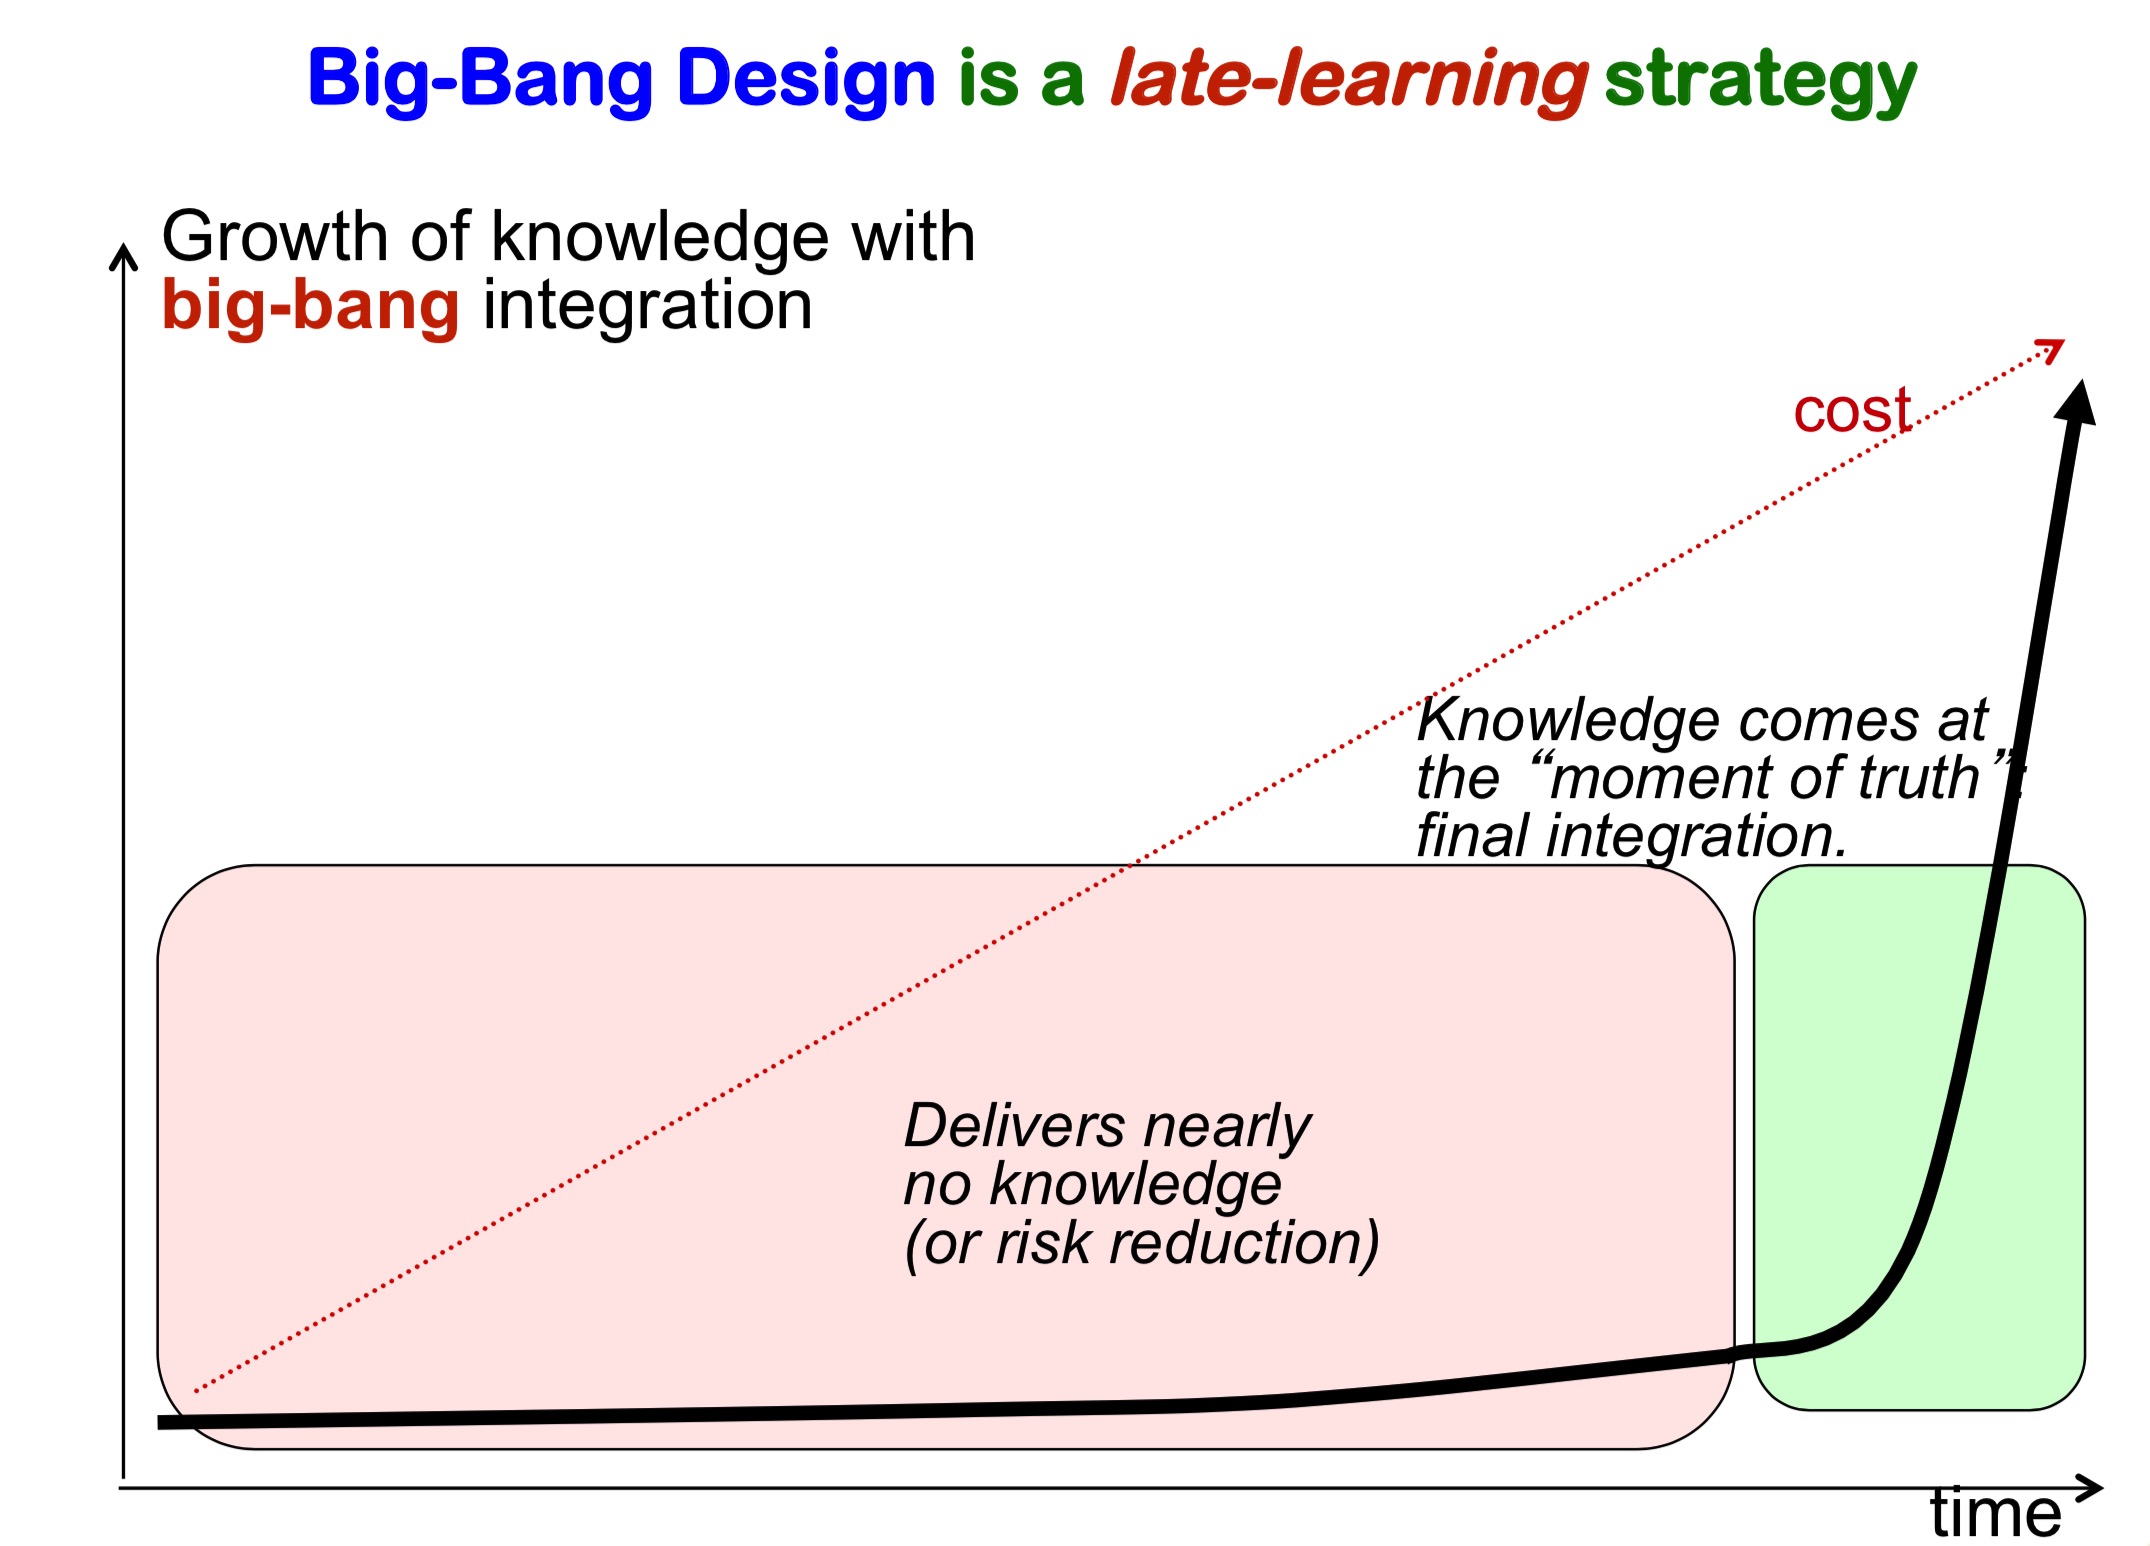 Big-Bang Design is a late-learning strategy
Growth of knowledge with
big-bang integration
cost
Knowledge comes at
the “moment of truth”:
final integration.
Delivers nearly
no knowledge
(or risk reduction)
time